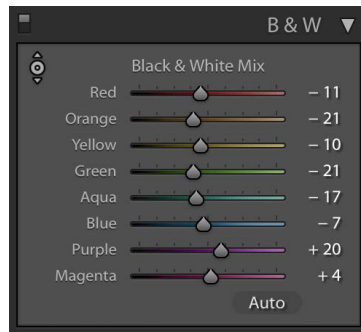 B & W
Black & White Mix
Red − 11
Orange − 21
Yellow − 10
Green − 21
Aqua − 17
Blue − 7
Purple + 20
Magenta + 4
Auto